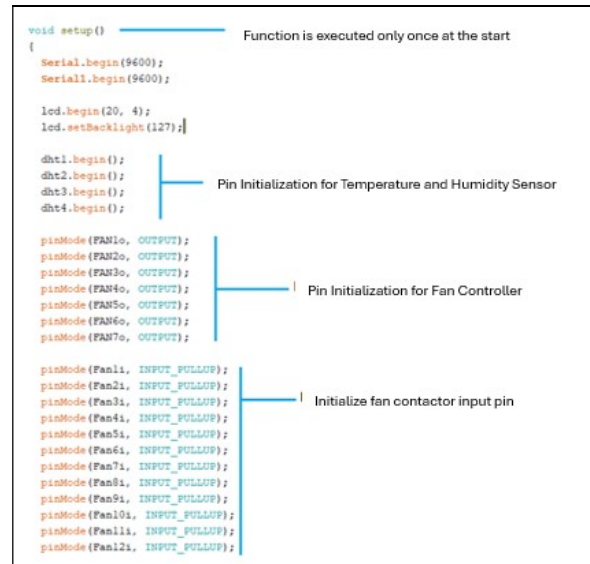 void setup()
Function is executed only once at the start
{
Serial.begin(9600);
Serial1.begin(9600);
lcd.begin(20, 4);
lcd.setBacklight(127);
dht1.begin();
dht2.begin();
dht3.begin();
dht4.begin();
Pin Initialization for Temperature and Humidity Sensor
pinMode(FAN1o, OUTPUT);
pinMode(FAN2o, OUTPUT);
pinMode(FAN3o, OUTPUT);
pinMode(FAN4o, OUTPUT);
pinMode(FAN5o, OUTPUT);
pinMode(FAN6o, OUTPUT);
pinMode(FAN7o, OUTPUT);
Pin Initialization for Fan Controller
pinMode(Fan1i, INPUT_PULLUP);
pinMode(Fan2i, INPUT_PULLUP);
pinMode(Fan3i, INPUT_PULLUP);
pinMode(Fan4i, INPUT_PULLUP);
pinMode(Fan5i, INPUT_PULLUP);
pinMode(Fan6i, INPUT_PULLUP);
pinMode(Fan7i, INPUT_PULLUP);
pinMode(Fan8i, INPUT_PULLUP);
pinMode(Fan9i, INPUT_PULLUP);
pinMode(Fan10i, INPUT_PULLUP);
pinMode(Fan11i, INPUT_PULLUP);
pinMode(Fan12i, INPUT_PULLUP);
Initialize fan contactor input pin